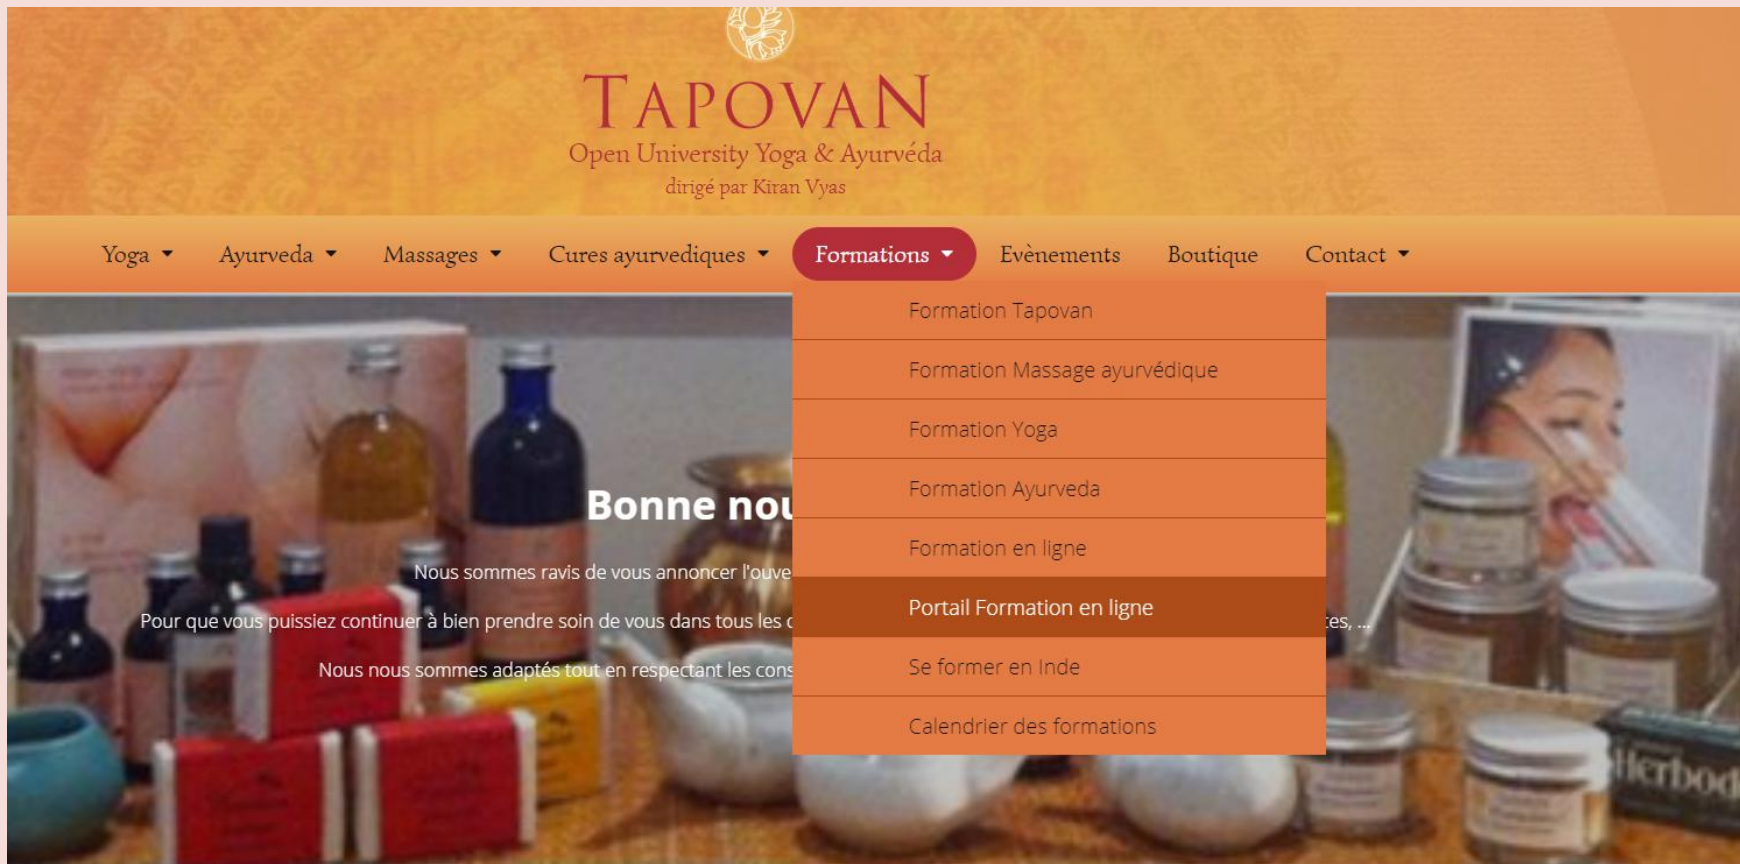 TAPOVAN
Open University Yoga & Ayurvéda
dirigé par Kiran Vyas
Yoga Ayurveda Massages Cures ayurvediques Formations Evènements Boutique Contact
Formation Tapovan
Formation Massage ayurvédique
Formation Yoga
Formation Ayurveda
Formation en ligne
Portail Formation en ligne
Se former en Inde
Calendrier des formations
Bonne nou
Nous sommes ravis de vous annoncer l'ouve
Pour que vous puissiez continuer à bien prendre soin de vous dans tous les tes, ...
Nous nous sommes adaptés tout en respectant les cons
Herbod